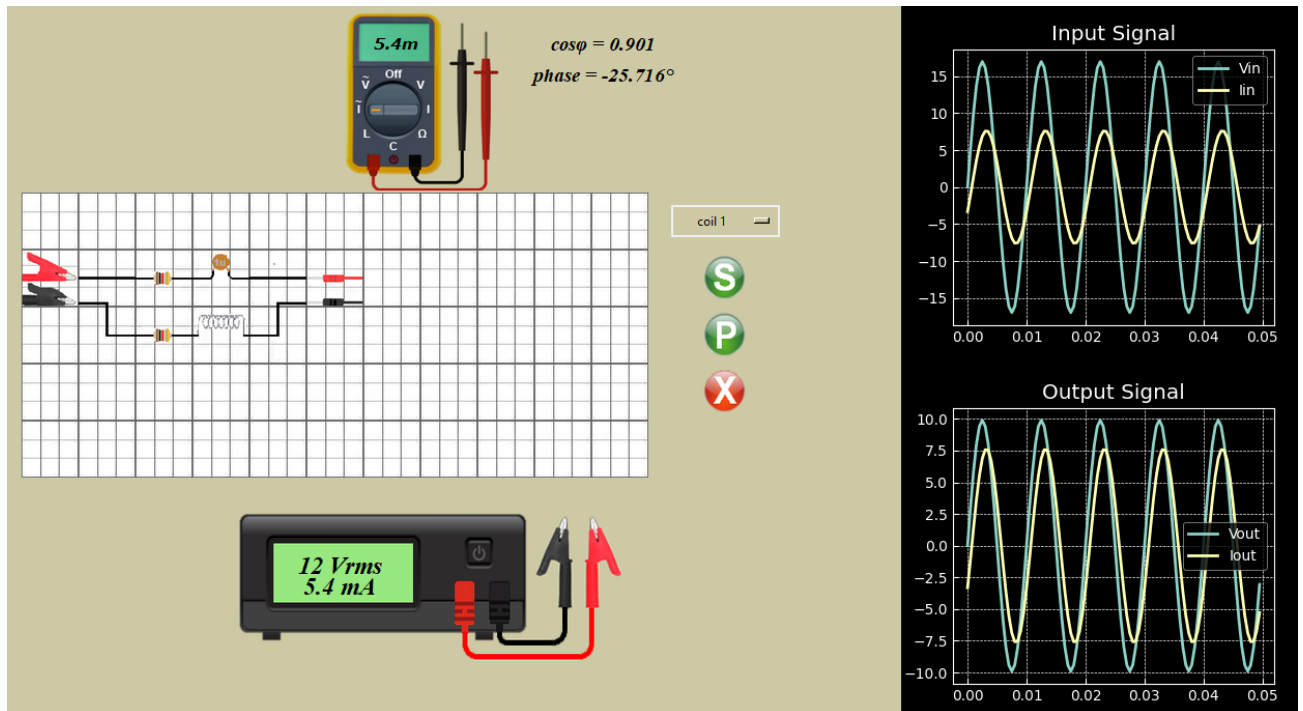 5.4m
cosφ = 0.901
phase = -25.716°
Off
Ṽ
V
Ĩ
I
L
Ω
C
coil 1
1u
S
P
X
12 Vrms
5.4 mA
Input Signal
Vin
Iin
15
10
5
0
−5
−10
−15
0.00 0.01 0.02 0.03 0.04 0.05
Output Signal
10.0
7.5
5.0
2.5
0.0
−2.5
−5.0
−7.5
−10.0
Vout
Iout
0.00 0.01 0.02 0.03 0.04 0.05